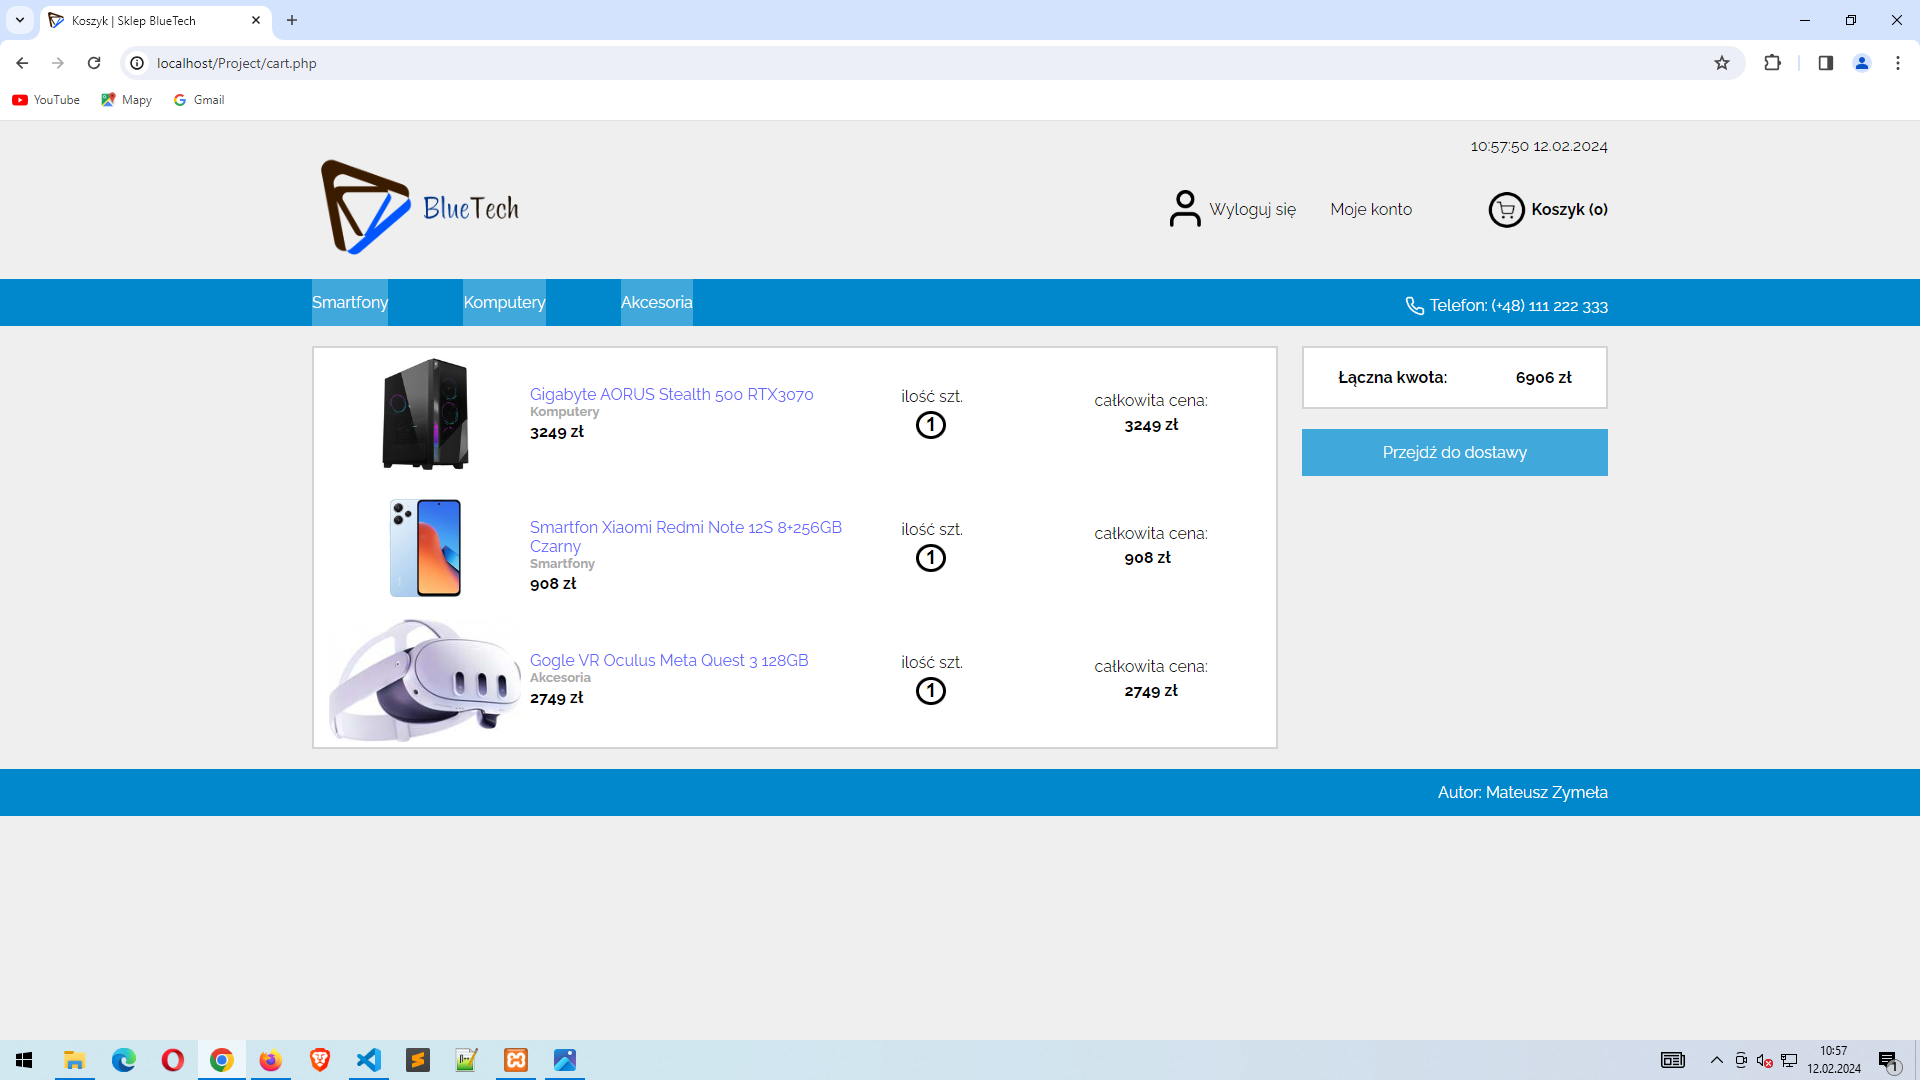 Koszyk | Sklep BlueTech
localhost/Project/cart.php
YouTube
Mapy
Gmail
10:57:50 12.02.2024
BlueTech
Wyloguj się
Moje konto
Koszyk (0)
Smartfony
Komputery
Akcesoria
Telefon: (+48) 111 222 333
Gigabyte AORUS Stealth 500 RTX3070
Komputery
3249 zł
ilość szt.
1
całkowita cena:
3249 zł
Smartfon Xiaomi Redmi Note 12S 8+256GB
Czarny
Smartfony
908 zł
ilość szt.
1
całkowita cena:
908 zł
Gogle VR Oculus Meta Quest 3 128GB
Akcesoria
2749 zł
ilość szt.
1
całkowita cena:
2749 zł
Łączna kwota: 6906 zł
Przejdź do dostawy
Autor: Mateusz Zymeła
10:57
12.02.2024
1